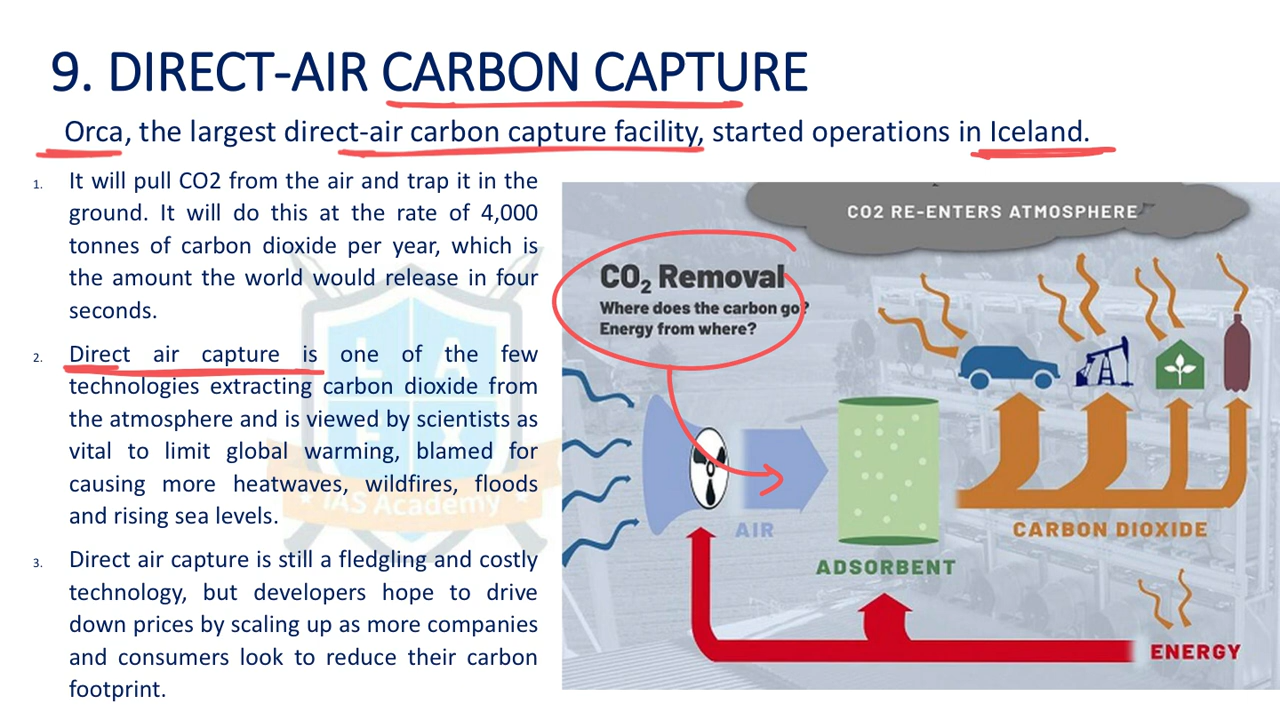 9. DIRECT-AIR CARBON CAPTURE
Orca, the largest direct-air carbon capture facility, started operations in Iceland.
1. It will pull CO2 from the air and trap it in the
ground. It will do this at the rate of 4,000
tonnes of carbon dioxide per year, which is
the amount the world would release in four
seconds.
2. Direct air capture is one of the few
technologies extracting carbon dioxide from
the atmosphere and is viewed by scientists as
vital to limit global warming, blamed for
causing more heatwaves, wildfires, floods
and rising sea levels.
3. Direct air capture is still a fledgling and costly
technology, but developers hope to drive
down prices by scaling up as more companies
and consumers look to reduce their carbon
footprint.
CO2 RE-ENTERS ATMOSPHERE
CO₂ Removal
Where does the carbon go?
Energy from where?
AIR
ADSORBENT
CARBON DIOXIDE
ENERGY
IAS Academy